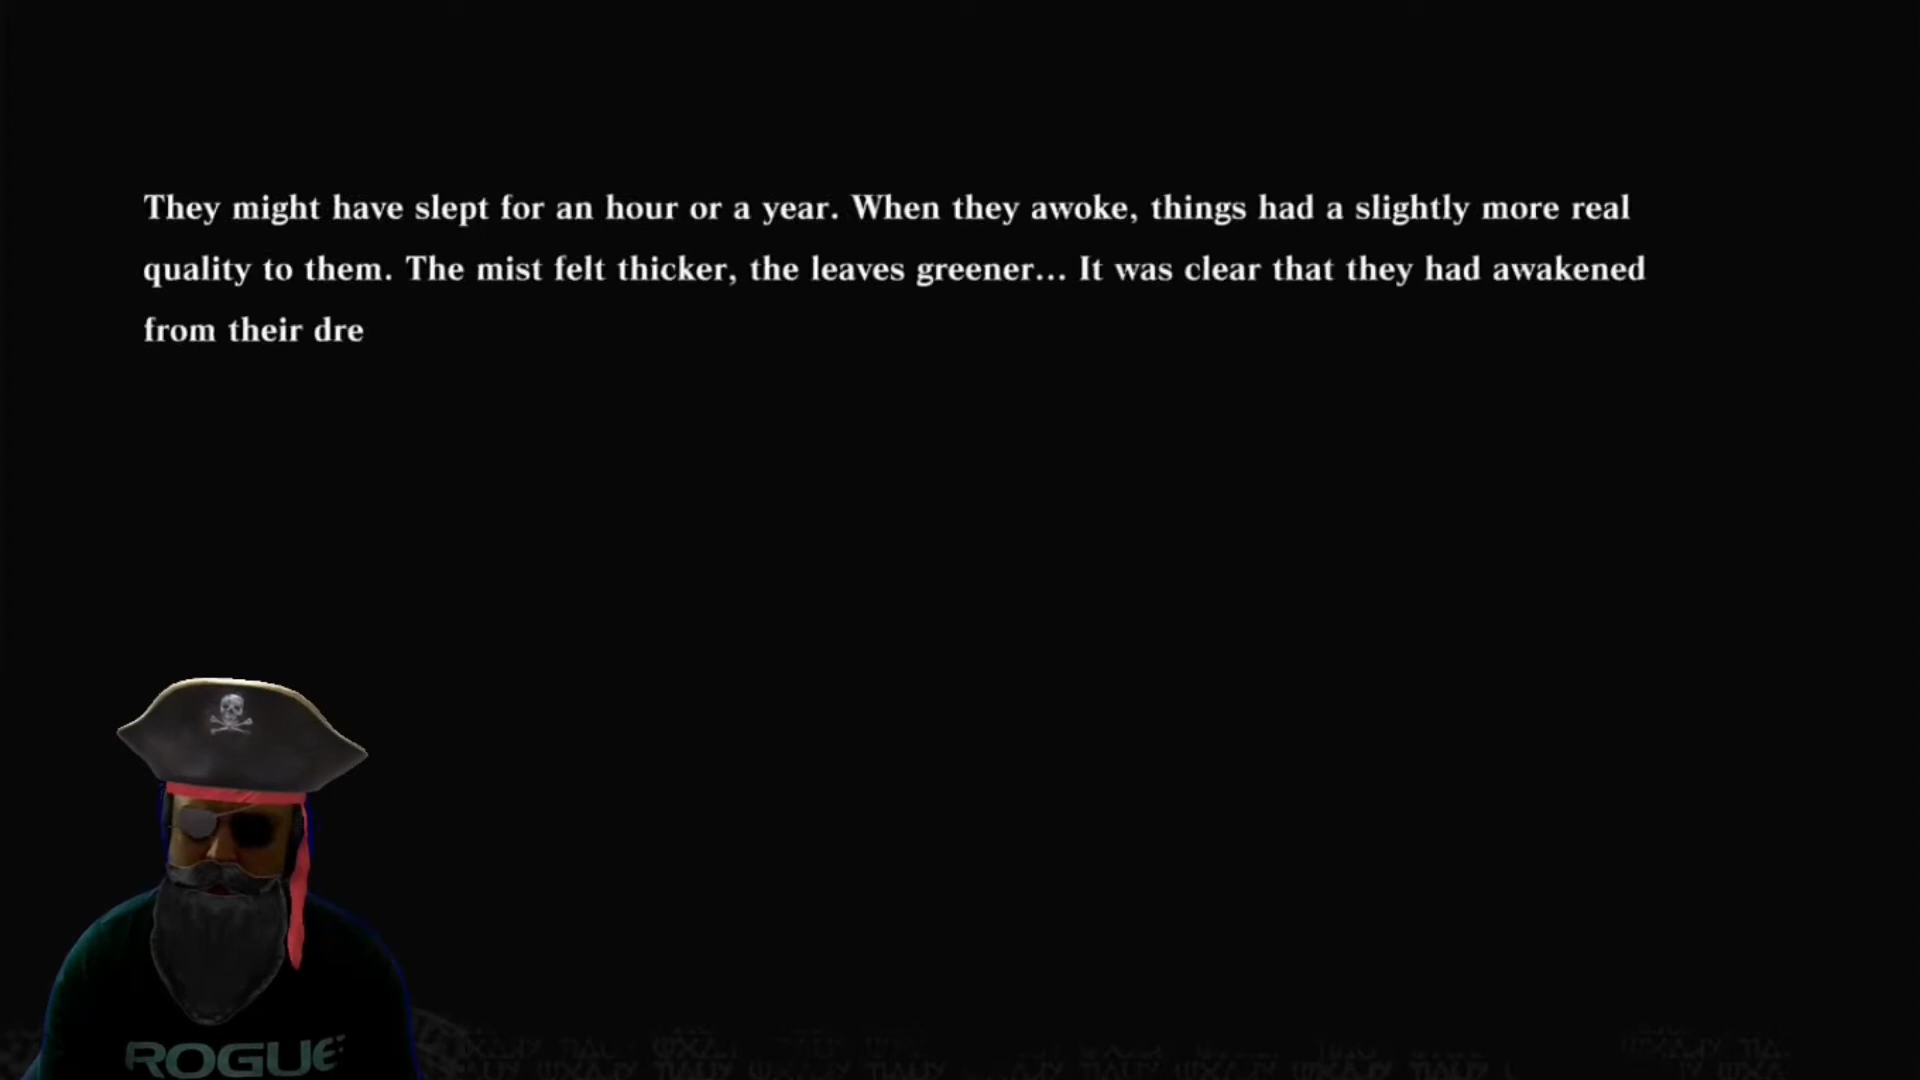 They might have slept for an hour or a year. When they awoke, things had a slightly more real
quality to them. The mist felt thicker, the leaves greener... It was clear that they had awakened
from their dre
ROGUE